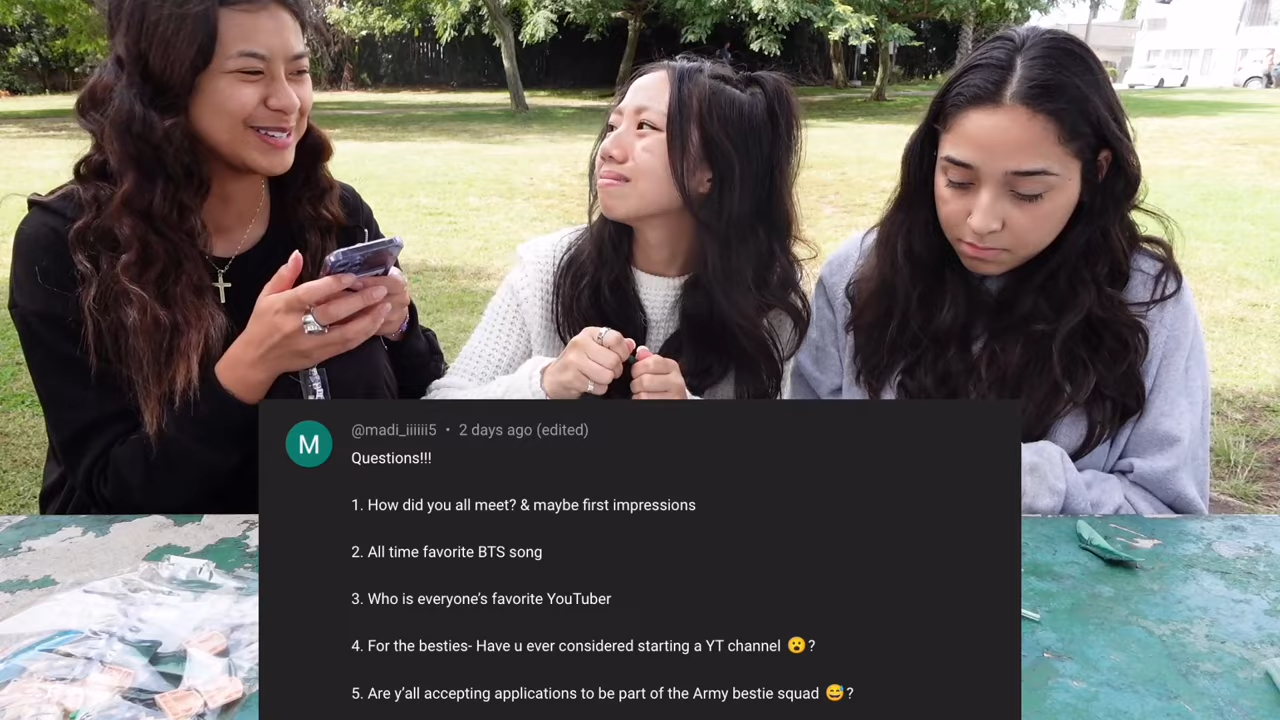 M
@madi_iiiiii5 • 2 days ago (edited)
Questions!!!
1. How did you all meet? & maybe first impressions
2. All time favorite BTS song
3. Who is everyone’s favorite YouTuber
4. For the besties- Have u ever considered starting a YT channel 😮?
5. Are y’all accepting applications to be part of the Army bestie squad 😅?